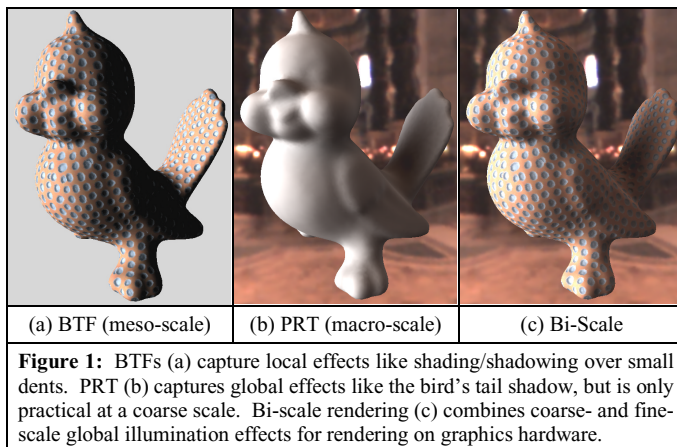 (a) BTF (meso-scale)
(b) PRT (macro-scale)
(c) Bi-Scale
Figure 1: BTFs (a) capture local effects like shading/shadowing over small
dents. PRT (b) captures global effects like the bird's tail shadow, but is only
practical at a coarse scale. Bi-scale rendering (c) combines coarse- and fine-
scale global illumination effects for rendering on graphics hardware.